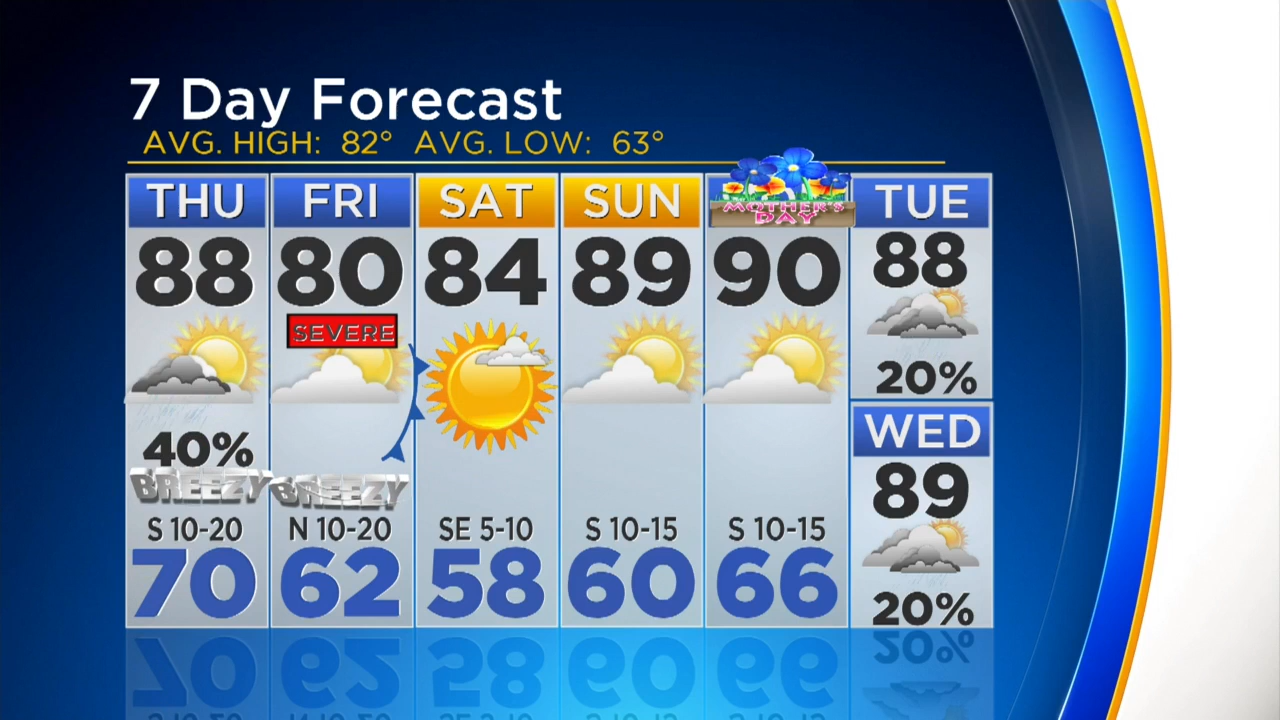 7 Day Forecast
AVG. HIGH: 82° AVG. LOW: 63°
THU
88
40%
BREEZY
S 10-20
70
FRI
80
SEVERE
BREEZY
N 10-20
62
SAT
84
SE 5-10
58
SUN
89
S 10-15
60
MOTHER'S
DAY
90
S 10-15
66
TUE
88
20%
WED
89
20%